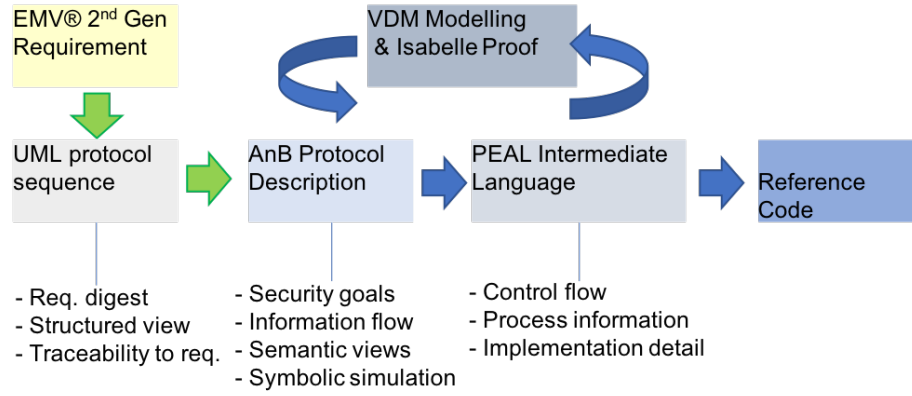 EMV® 2nd Gen
Requirement
VDM Modelling
& Isabelle Proof
UML protocol
sequence
AnB Protocol
Description
PEAL Intermediate
Language
Reference
Code
- Req. digest
- Structured view
- Traceability to req.
- Security goals
- Information flow
- Semantic views
- Symbolic simulation
- Control flow
- Process information
- Implementation detail